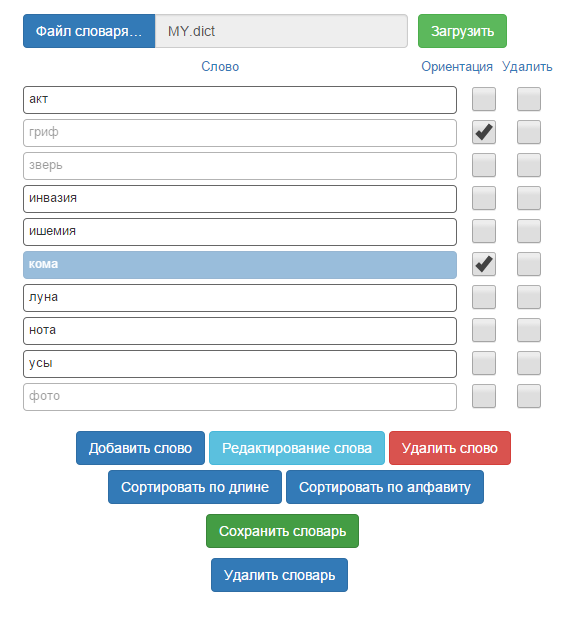 Файл словаря... MY.dict Загрузить
Слово Ориентация Удалить
акт
гриф
зверь
инвазия
ишемия
кома
луна
нота
усы
фото
Добавить слово Редактирование слова Удалить слово
Сортировать по длине Сортировать по алфавиту
Сохранить словарь
Удалить словарь